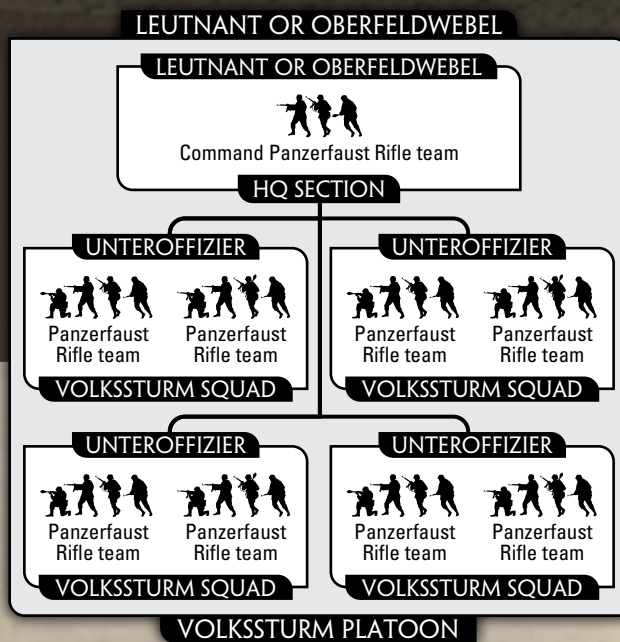 LEUTNANT OR OBERFELDWEBEL
LEUTNANT OR OBERFELDWEBEL
Command Panzerfaust Rifle team
HQ SECTION
UNTEROFFIZIER
Panzerfaust Rifle team
Panzerfaust Rifle team
VOLKSSTURM SQUAD
UNTEROFFIZIER
Panzerfaust Rifle team
Panzerfaust Rifle team
VOLKSSTURM SQUAD
UNTEROFFIZIER
Panzerfaust Rifle team
Panzerfaust Rifle team
VOLKSSTURM SQUAD
UNTEROFFIZIER
Panzerfaust Rifle team
Panzerfaust Rifle team
VOLKSSTURM SQUAD
VOLKSSTURM PLATOON